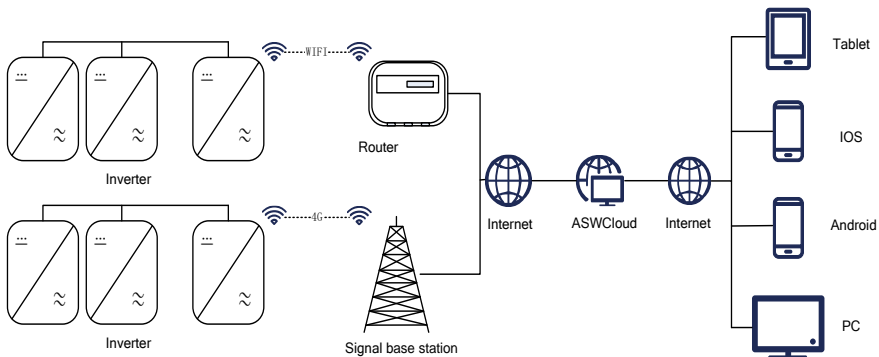 WIFI
Tablet
Router
IOS
Inverter
Internet
ASWCloud
Internet
4G
Android
Inverter
Signal base station
PC